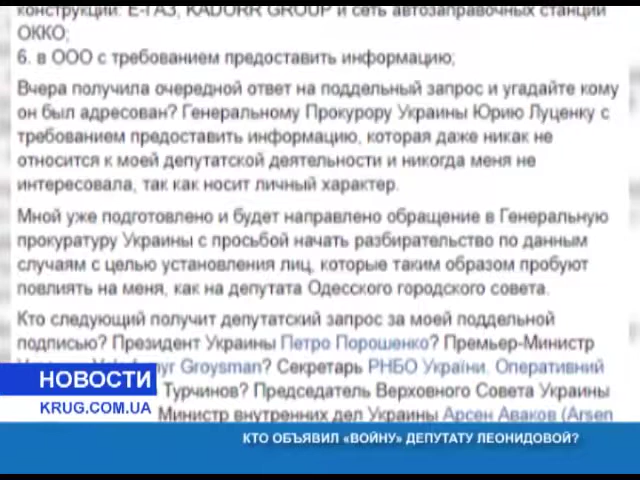 конструкции. Е-ГАЗ, KADORR GROUP и сеть автозаправочных станций
ОККО;
6. в ООО с требованием предоставить информацию;
Вчера получила очередной ответ на поддельный запрос и угадайте кому
он был адресован? Генеральному Прокурору Украины Юрию Луценку с
требованием предоставить информацию, которая даже никак не
относится к моей депутатской деятельности и никогда меня не
интересовала, так как носит личный характер.
Мной уже подготовлено и будет направлено обращение в Генеральную
прокуратуру Украины с просьбой начать разбирательство по данным
случаям с целью установления лиц, которые таким образом пробуют
повлиять на меня, как на депутата Одесского городского совета.
Кто следующий получит депутатский запрос за моей поддельной
подписью? Президент Украины Петро Порошенко? Премьер-Министр
Groysman? Секретарь РНБО України. Оперативний
Турчинов? Председатель Верховного Совета Украины
Министр внутренних дел Украины Арсен Аваков (Arsen
НОВОСТИ
KRUG.COM.UA
КТО ОБЪЯВИЛ «ВОЙНУ» ДЕПУТАТУ ЛЕОНИДОВОЙ?